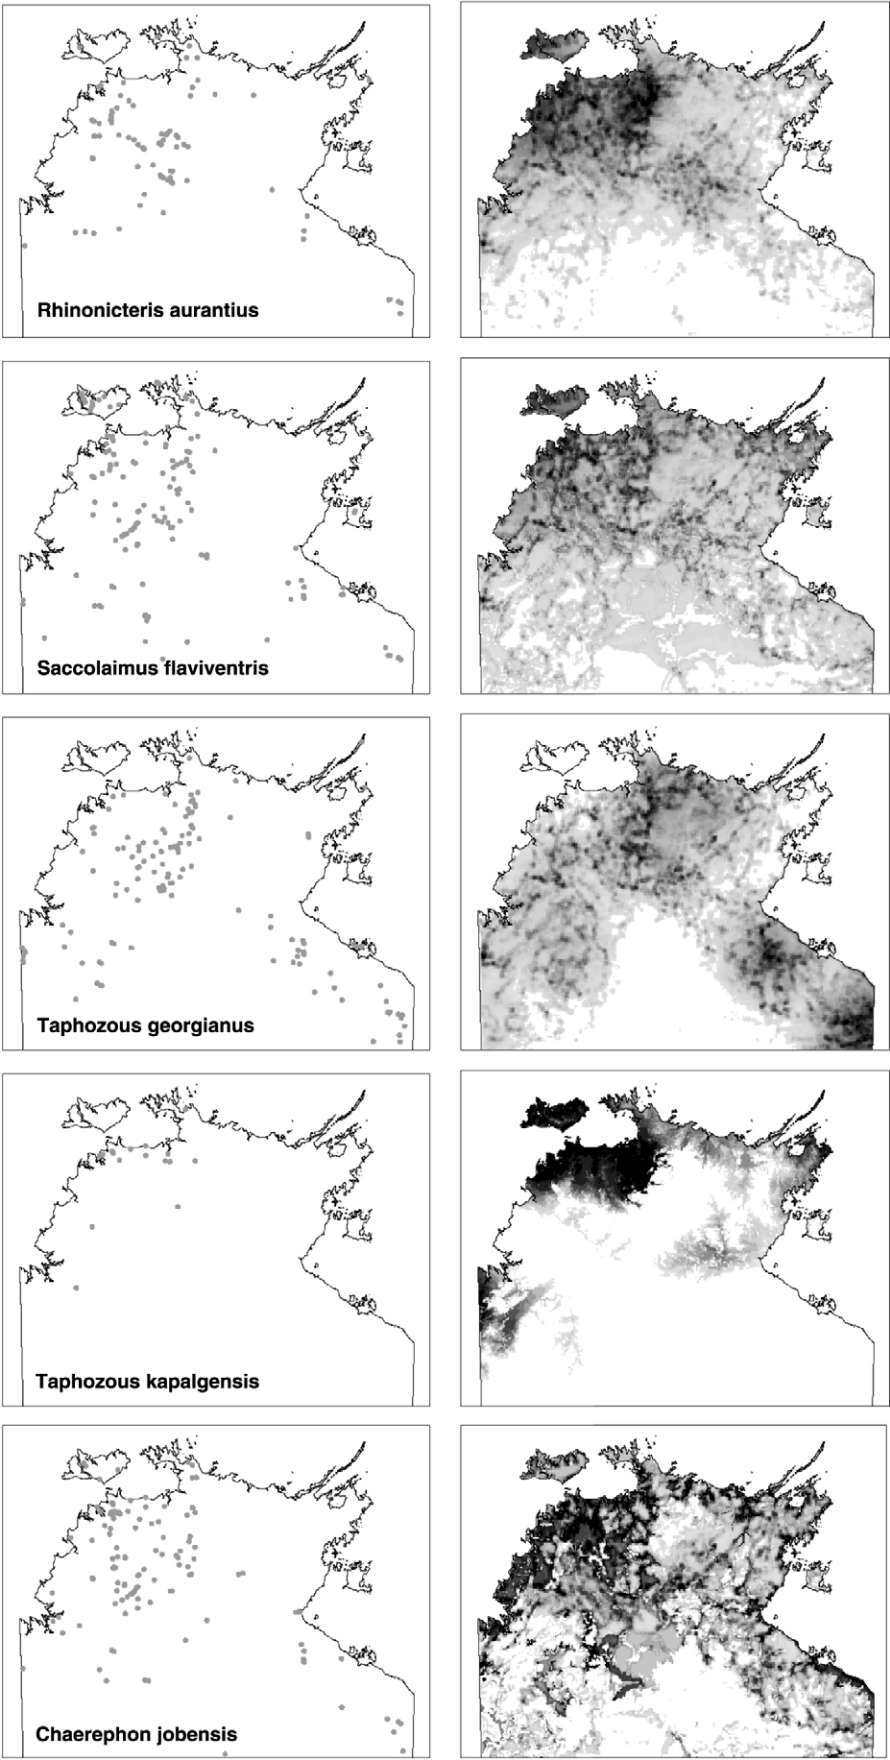 Rhinonicteris aurantius
Saccolaimus flaviventris
Taphozous georgianus
Taphozous kapalgensis
Chaerephon jobensis